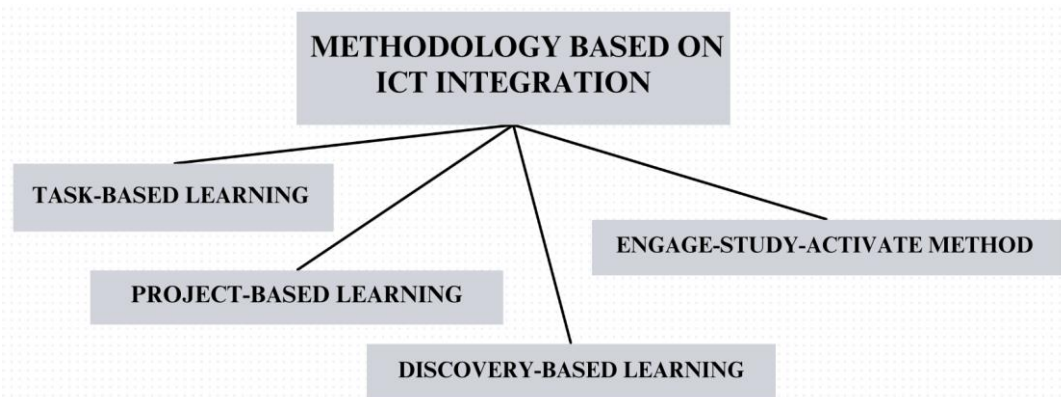 METHODOLOGY BASED ON
ICT INTEGRATION
TASK-BASED LEARNING
ENGAGE-STUDY-ACTIVATE METHOD
PROJECT-BASED LEARNING
DISCOVERY-BASED LEARNING